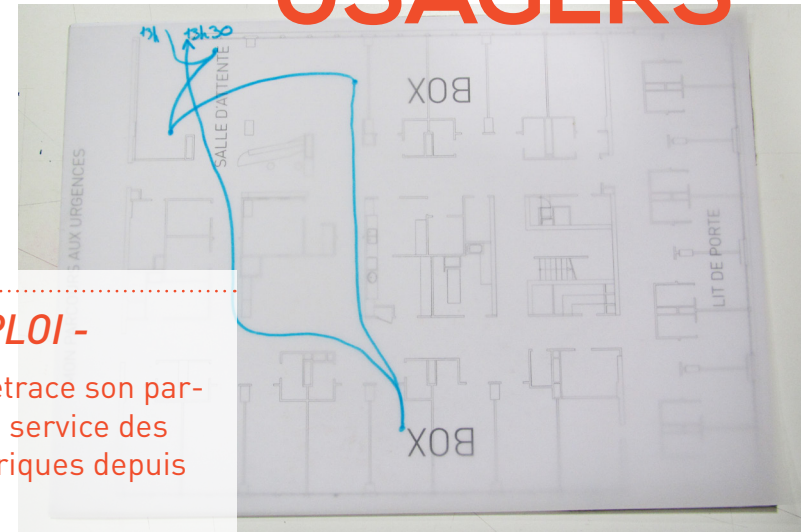 USAGERS
13h 13h30
SALLE D'ATTENTE
BOX
AUX URGENCES
LIT DE PORTE
PLOI -
etrace son par-
service des
riques depuis
BOX